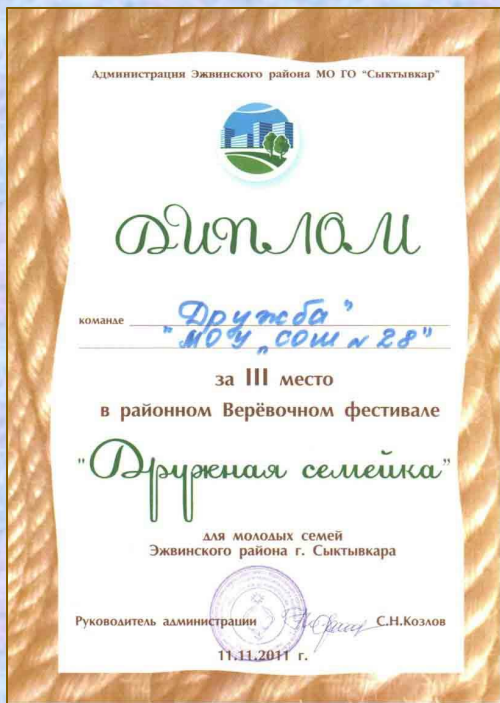 Администрация Эжвинского района МО ГО "Сыктывкар"
ДИПЛОМ
команде "Дружба"
"МОУ "СОШ № 28"
за III место
в районном Верёвочном фестивале
"Дружная семейка"
для молодых семей
Эжвинского района г. Сыктывкара
Руководитель администрации С.Н.Козлов
11.11.2011 г.